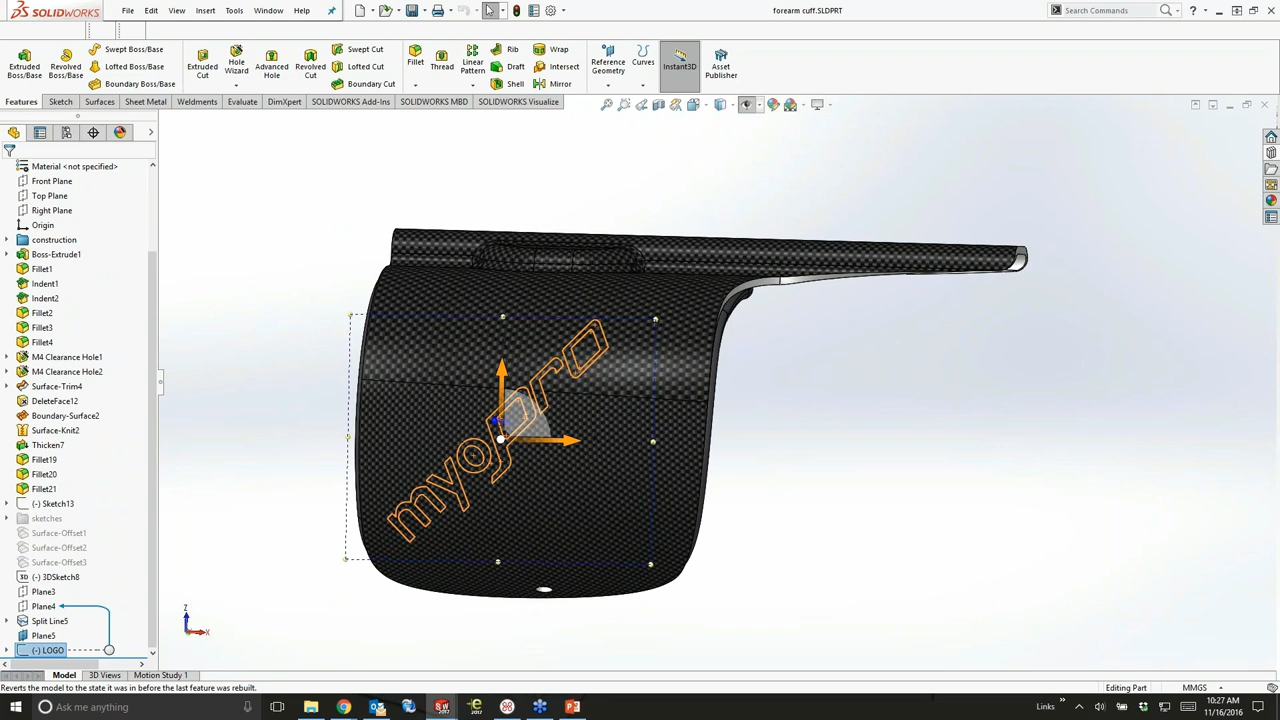 SOLIDWORKS
File Edit View Insert Tools Window Help
forearm cuff.SLDPRT
Search Commands
Extruded Boss/Base
Revolved Boss/Base
Swept Boss/Base
Lofted Boss/Base
Boundary Boss/Base
Extruded Cut
Hole Wizard
Advanced Hole
Revolved Cut
Swept Cut
Lofted Cut
Boundary Cut
Fillet
Thread
Linear Pattern
Rib
Draft
Shell
Wrap
Intersect
Mirror
Reference Geometry
Curves
Instant3D
Asset Publisher
Features Sketch Surfaces Sheet Metal Weldments Evaluate DimXpert SOLIDWORKS Add-Ins SOLIDWORKS MBD SOLIDWORKS Visualize
Material <not specified>
Front Plane
Top Plane
Right Plane
Origin
construction
Boss-Extrude1
Fillet1
Indent1
Indent2
Fillet2
Fillet3
Fillet4
M4 Clearance Hole1
M4 Clearance Hole2
Surface-Trim4
DeleteFace12
Boundary-Surface2
Surface-Knit2
Thicken7
Fillet19
Fillet20
Fillet21
(-) Sketch13
sketches
Surface-Offset1
Surface-Offset2
Surface-Offset3
(-) 3DSketch8
Plane3
Plane4
Split Line5
Plane5
(-) LOGO
myopro
Z
X
Model 3D Views Motion Study 1
Reverts the model to the state it was in before the last feature was rebuilt.
Editing Part MMGS
Ask me anything
Links
10:27 AM
11/16/2016